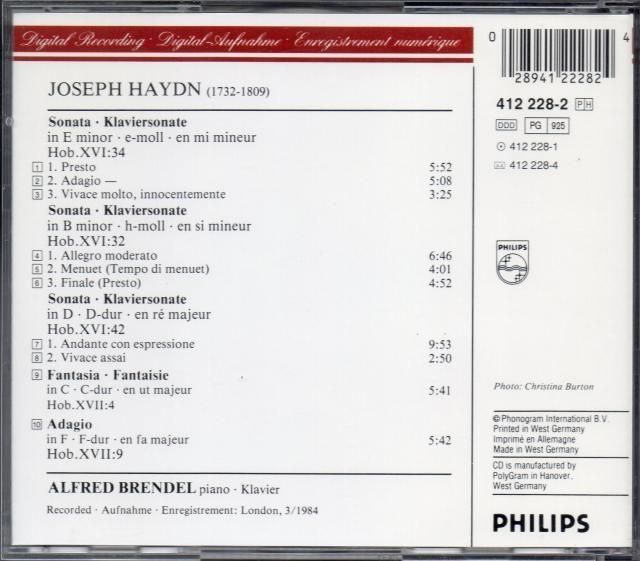 Digital Recording · Digital-Aufnahme · Enregistrement numérique
JOSEPH HAYDN (1732-1809)
Sonata · Klaviersonate
in E minor · e-moll · en mi mineur
Hob.XVI:34
1 1. Presto 5:52
2 2. Adagio — 5:08
3 3. Vivace molto, innocentemente 3:25
Sonata · Klaviersonate
in B minor · h-moll · en si mineur
Hob.XVI:32
4 1. Allegro moderato 6:46
5 2. Menuet (Tempo di menuet) 4:01
6 3. Finale (Presto) 4:52
Sonata · Klaviersonate
in D · D-dur · en ré majeur
Hob.XVI:42
7 1. Andante con espressione 9:53
8 2. Vivace assai 2:50
9 Fantasia · Fantaisie
in C · C-dur · en ut majeur 5:41
Hob.XVII:4
10 Adagio
in F · F-dur · en fa majeur 5:42
Hob.XVII:9
ALFRED BRENDEL piano · Klavier
Recorded · Aufnahme · Enregistrement: London, 3/1984
0 28941 22282 4
412 228-2 PH
DDD PG 925
412 228-1
412 228-4
PHILIPS
Photo: Christina Burton
© Phonogram International B.V.
Printed in West Germany
Imprimé en Allemagne
Made in West Germany
CD is manufactured by
PolyGram in Hanover,
West Germany
PHILIPS